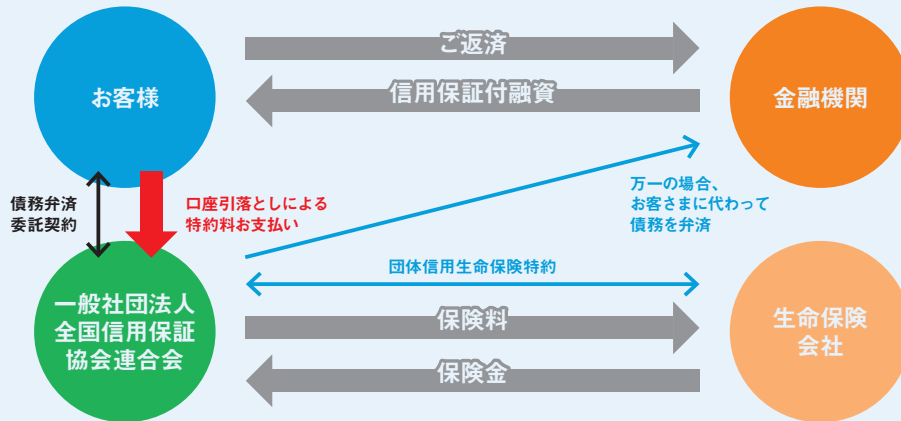 ご返済
お客様
信用保証付融資
金融機関
債務弁済
委託契約
口座引落としによる
特約料お支払い
万一の場合、
お客さまに代わって
債務を弁済
団体信用生命保険特約
一般社団法人
全国信用保証
協会連合会
保険料
生命保険
会社
保険金